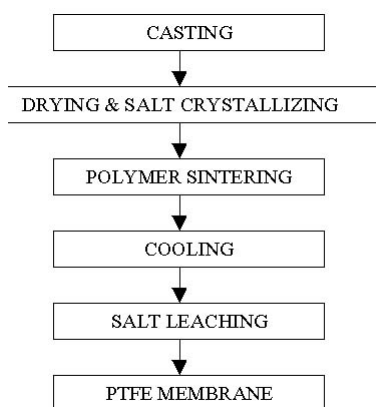 CASTING
DRYING & SALT CRYSTALLIZING
POLYMER SINTERING
COOLING
SALT LEACHING
PTFE MEMBRANE